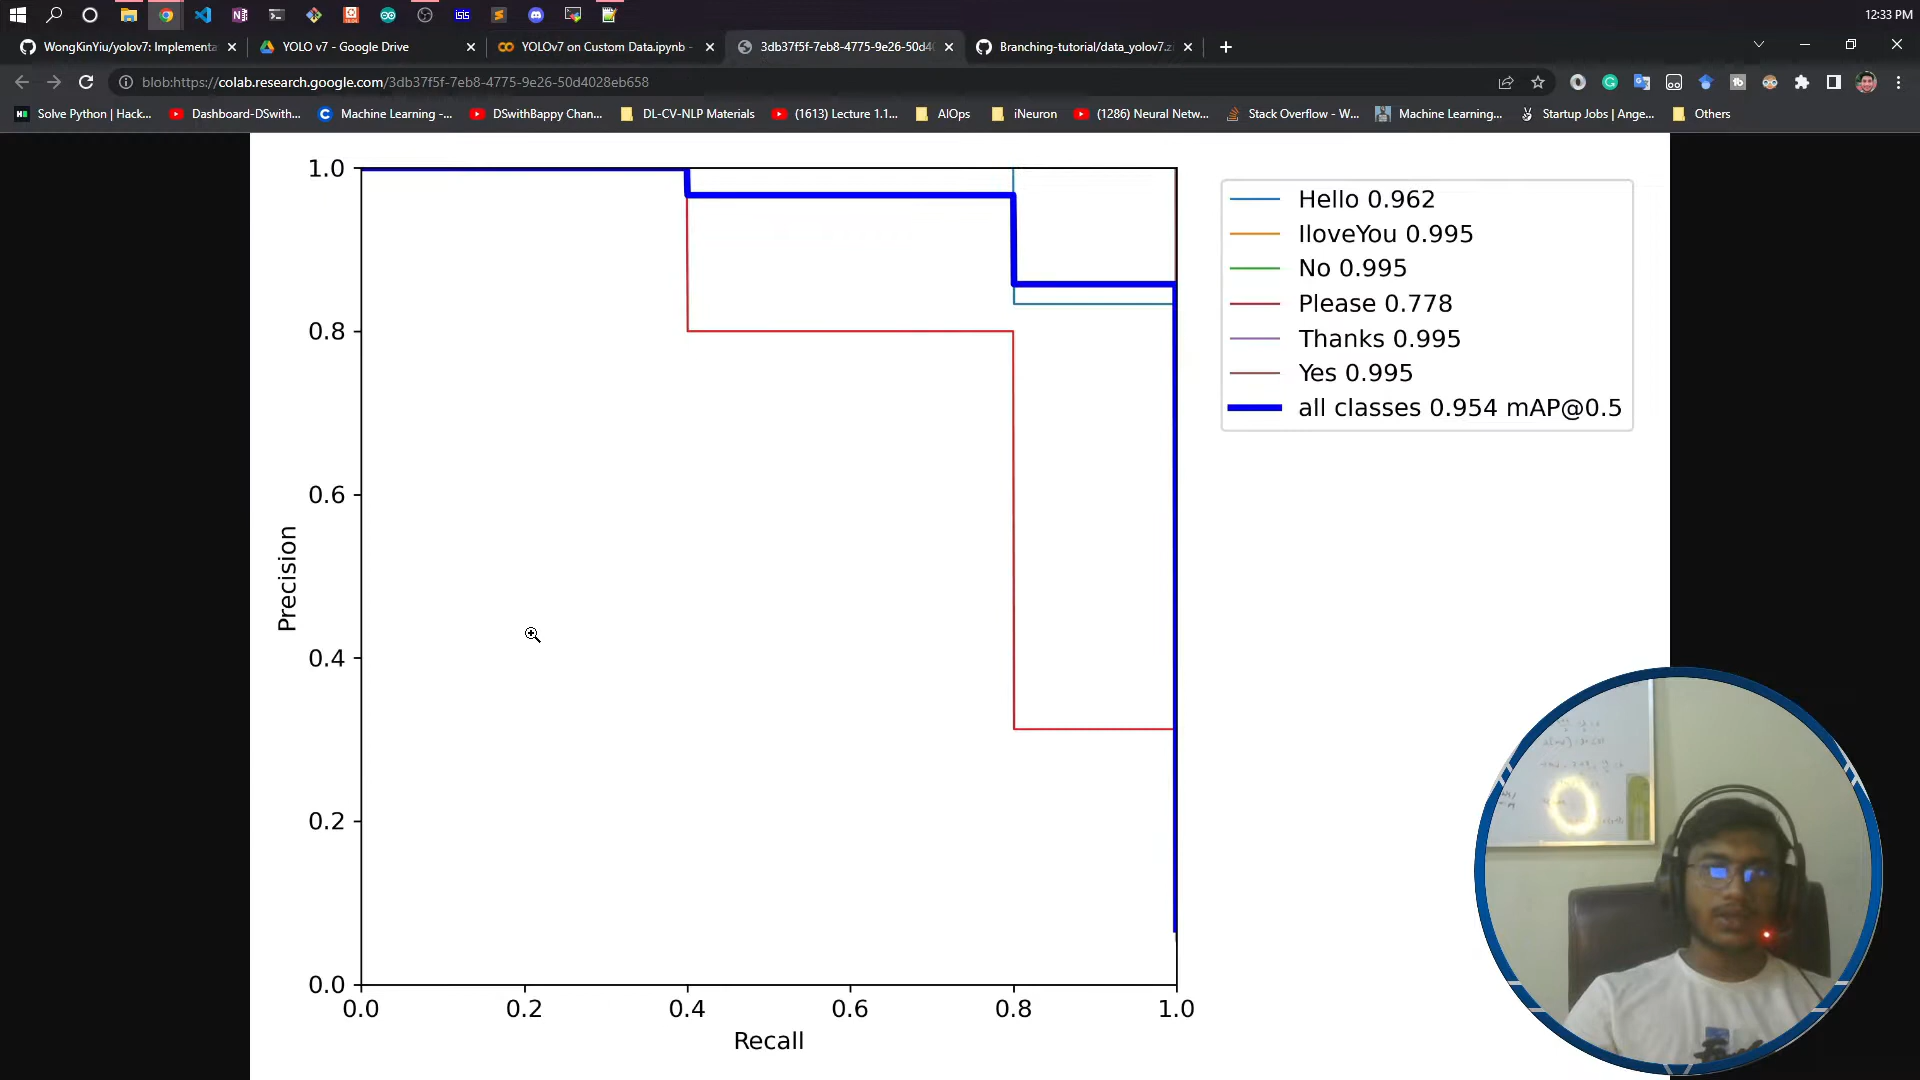 12:33 PM
WongKinYiu/yolov7: Implementa
YOLO v7 - Google Drive
YOLOv7 on Custom Data.ipynb -
3db37f5f-7eb8-4775-9e26-50d4
Branching-tutorial/data_yolov7.z
blob:https://colab.research.google.com/3db37f5f-7eb8-4775-9e26-50d4028eb658
Solve Python | Hack...
Dashboard-DSwith...
Machine Learning -...
DSwithBappy Chan...
DL-CV-NLP Materials
(1613) Lecture 1.1...
AIOps
iNeuron
(1286) Neural Netw...
Stack Overflow - W...
Machine Learning...
Startup Jobs | Ange...
Others
Hello 0.962
IloveYou 0.995
No 0.995
Please 0.778
Thanks 0.995
Yes 0.995
all classes 0.954 mAP@0.5
Precision
1.0
0.8
0.6
0.4
0.2
0.0
0.0 0.2 0.4 0.6 0.8 1.0
Recall